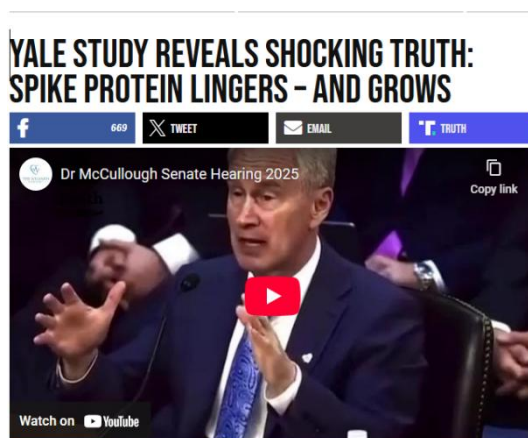 YALE STUDY REVEALS SHOCKING TRUTH:
SPIKE PROTEIN LINGERS – AND GROWS
669
TWEET
EMAIL
TRUTH
Dr McCullough Senate Hearing 2025
Copy link
Watch on YouTube